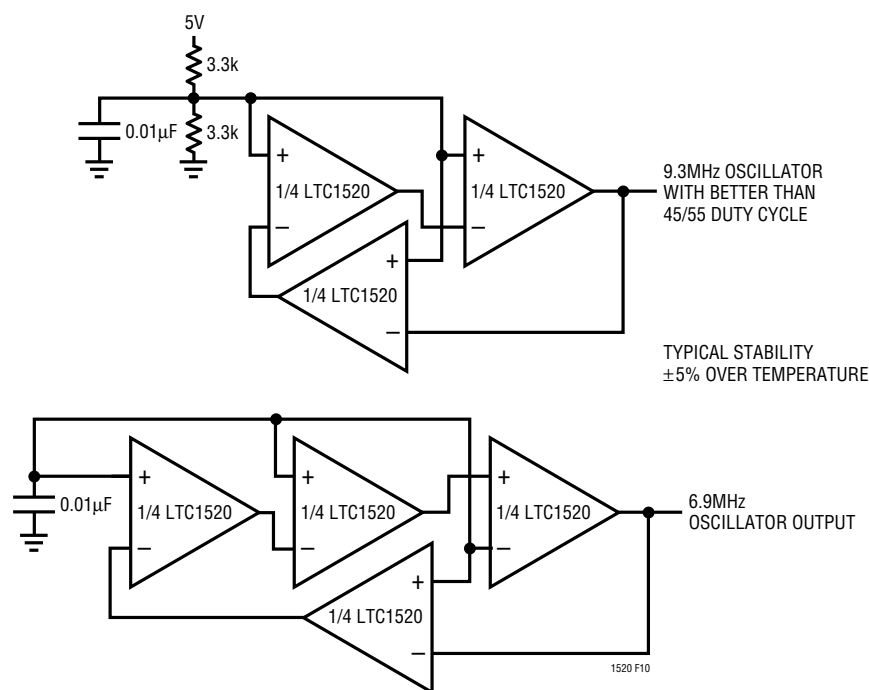 5V
3.3k
0.01µF
3.3k
+
+
1/4 LTC1520
1/4 LTC1520
−
−
+
1/4 LTC1520
−
9.3MHz OSCILLATOR
WITH BETTER THAN
45/55 DUTY CYCLE
TYPICAL STABILITY
±5% OVER TEMPERATURE
+
+
+
0.01µF
1/4 LTC1520
1/4 LTC1520
1/4 LTC1520
−
−
−
+
1/4 LTC1520
−
6.9MHz
OSCILLATOR OUTPUT
1520 F10